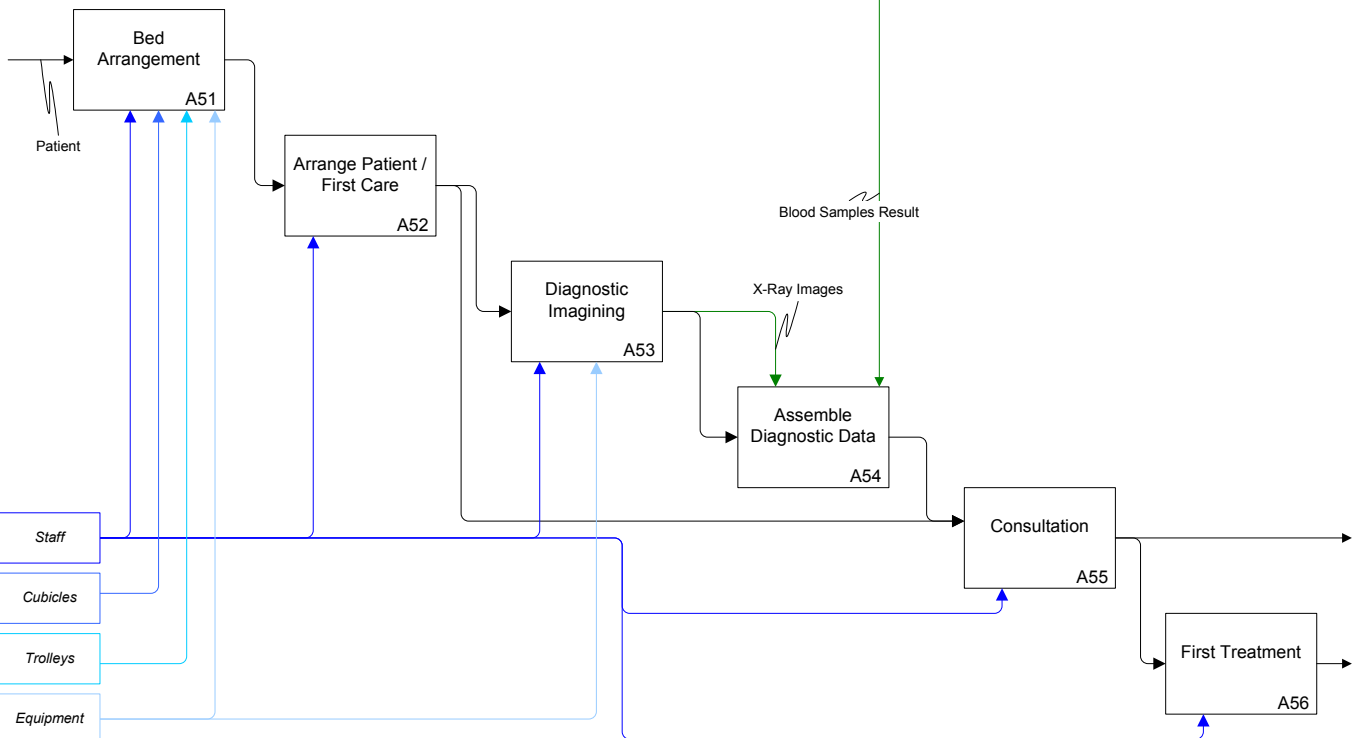 Bed
Arrangement
A51
Patient
Arrange Patient /
First Care
A52
Blood Samples Result
Diagnostic
Imagining
A53
X-Ray Images
Assemble
Diagnostic Data
A54
Consultation
A55
First Treatment
A56
Staff
Cubicles
Trolleys
Equipment